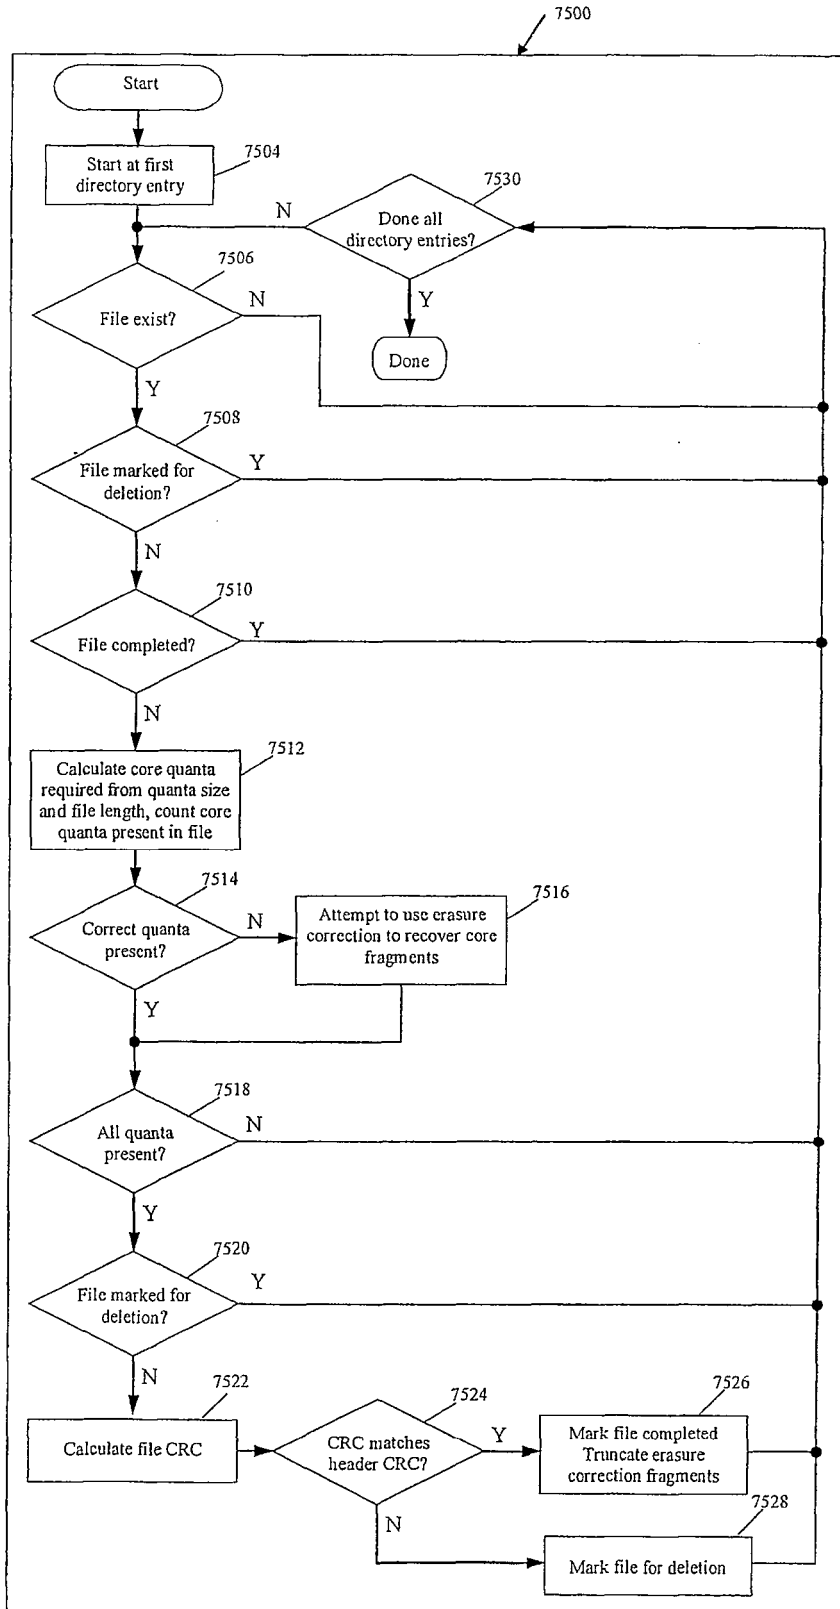 7500
Start
7504
Start at first
directory entry
7530
N
Done all
directory entries?
7506
Y
N
File exist?
Done
Y
7508
File marked for
deletion?
Y
N
7510
File completed?
Y
N
7512
Calculate core quanta
required from quanta size
and file length, count core
quanta present in file
7514
7516
Correct quanta
present?
N
Attempt to use erasure
correction to recover core
fragments
Y
7518
All quanta
present?
N
Y
7520
File marked for
deletion?
Y
N
7522
7524
7526
Calculate file CRC
CRC matches
header CRC?
Y
Mark file completed
Truncate erasure
correction fragments
N
7528
Mark file for deletion